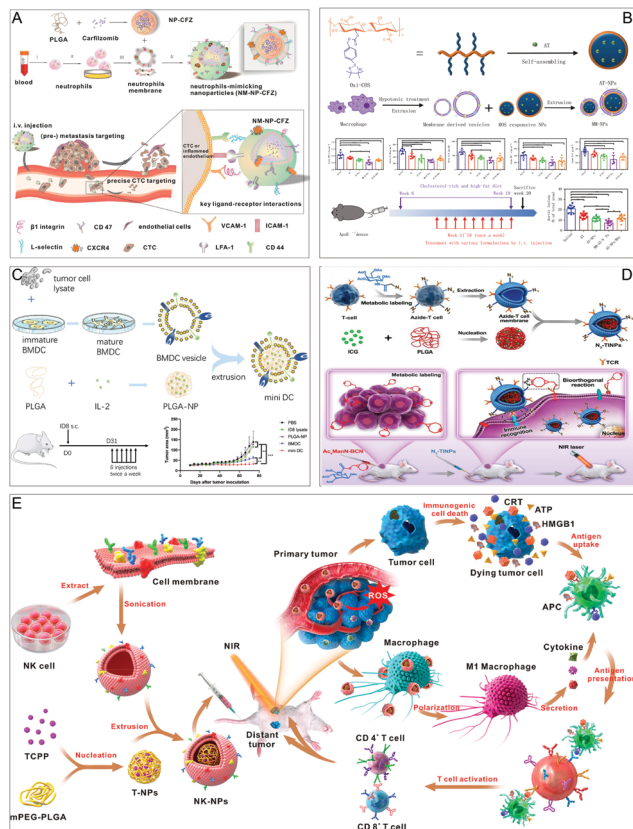 A
PLGA
Carfilzomib
NP-CFZ
blood
neutrophils
neutrophils
membrane
neutrophils-mimicking
nanoparticles (NM-NP-CFZ)
i.v. injection
(pre-) metastasis targeting
precise CTC targeting
NM-NP-CFZ
CTC or
inflamed
endothelium
key ligand-receptor interactions
β1 integrin
CD 47
endothelial cells
VCAM-1
ICAM-1
L-selectin
CXCR4
CTC
LFA-1
CD 44
B
Oxi-COS
=
AT
Self-assembling
AT-NPs
Macrophage
Hypotonic treatment
Extrusion
Membrane derived vesicles
+
ROS responsive NPs
Extrusion
MM-NPs
Cholesterol-rich and high-fat diet
Week 6
Week 19
Sacrifice
week 20
Treatment with various formulations by i.v. injection
C
tumor cell
lysate
+
immature
BMDC
mature
BMDC
BMDC vesicle
extrusion
mini DC
PLGA
+
IL-2
PLGA-NP
ID8 s.c.
D0
D31
6 injections
twice a week
Tumor area (mm²)
Days after tumor inoculation
PBS
ID8 lysate
PLGA-NP
BMDC
mini DC
D
T-cell
Metabolic labeling
Azide-T cell
Extraction
Azide-T cell
membrane
ICG
+
PLGA
Nucleation
N₃-TINPs
TCR
Metabolic labeling
Bioorthogonal
reaction
Immune
recognition
Nucleus
Ac₄ManN-BCN
N₃-TINPs
NIR laser
E
Extract
Cell membrane
NK cell
Sonication
TCPP
Nucleation
mPEG-PLGA
T-NPs
Extrusion
NK-NPs
NIR
Distant
tumor
Primary tumor
ROS
Tumor cell
Immunogenic
cell death
CRT
ATP
HMGB1
Dying tumor cell
Antigen
uptake
APC
Macrophage
Polarization
M1 Macrophage
Secretion
Cytokine
Antigen
presentation
T cell activation
CD 4⁺ T cell
CD 8⁺ T cell